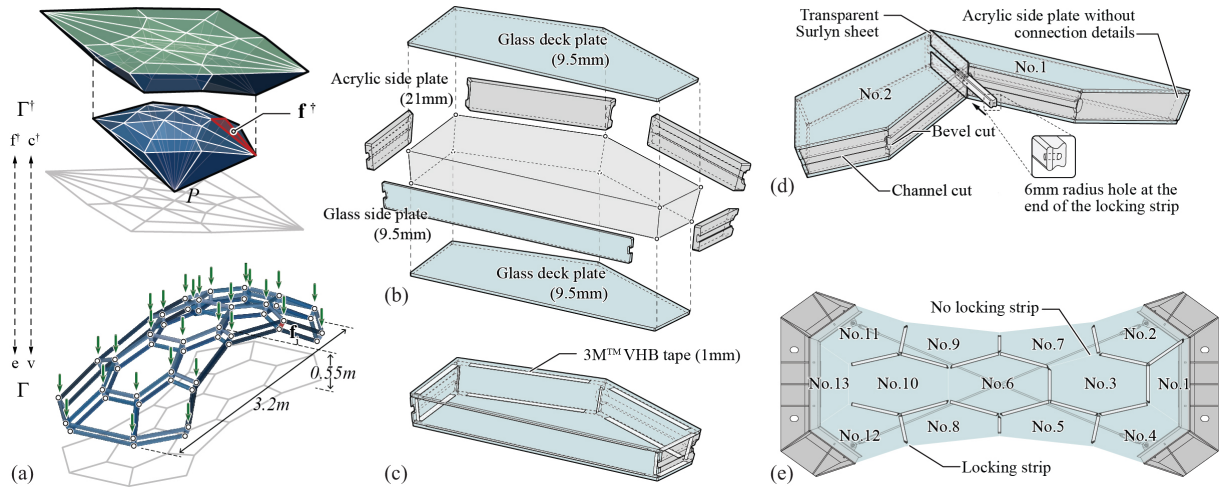 Γ†
f† c†
f †
P
e v
Γ
f i
0.55m
3.2m
(a)
Glass deck plate
(9.5mm)
Acrylic side plate
(21mm)
Glass side plate
(9.5mm)
Glass deck plate
(9.5mm)
(b)
3M™ VHB tape (1mm)
(c)
Transparent
Surlyn sheet
Acrylic side plate without
connection details
No.1
No.2
Bevel cut
Channel cut
6mm radius hole at the
end of the locking strip
(d)
No locking strip
No.11
No.9
No.7
No.2
No.13
No.10
No.6
No.3
No.1
No.12
No.8
No.5
No.4
Locking strip
(e)